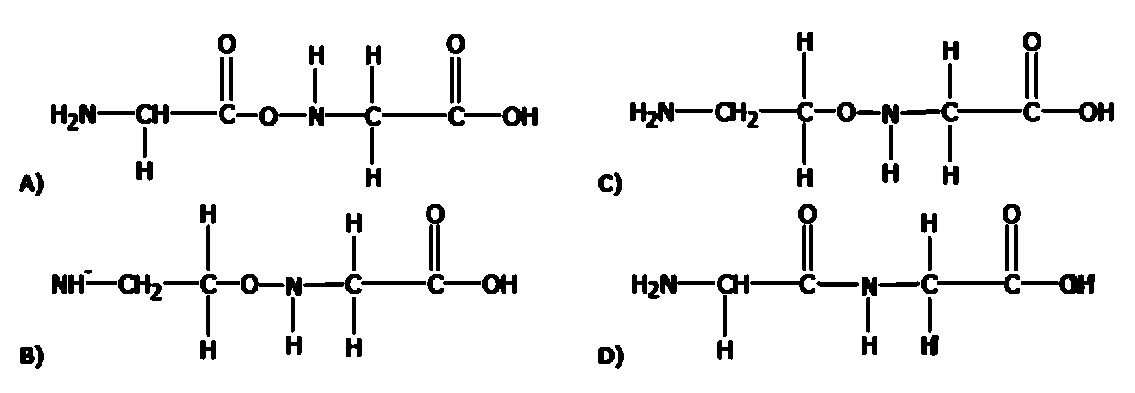 O H H O
H₂N CH C O N C C OH
H H
A)
H H O
H₂N CH₂ C O N C C OH
H H H
C)
H H O
NH⁻ CH₂ C O N C C OH
H H H
B)
O H O
H₂N CH C N C C OH
H H H
D)